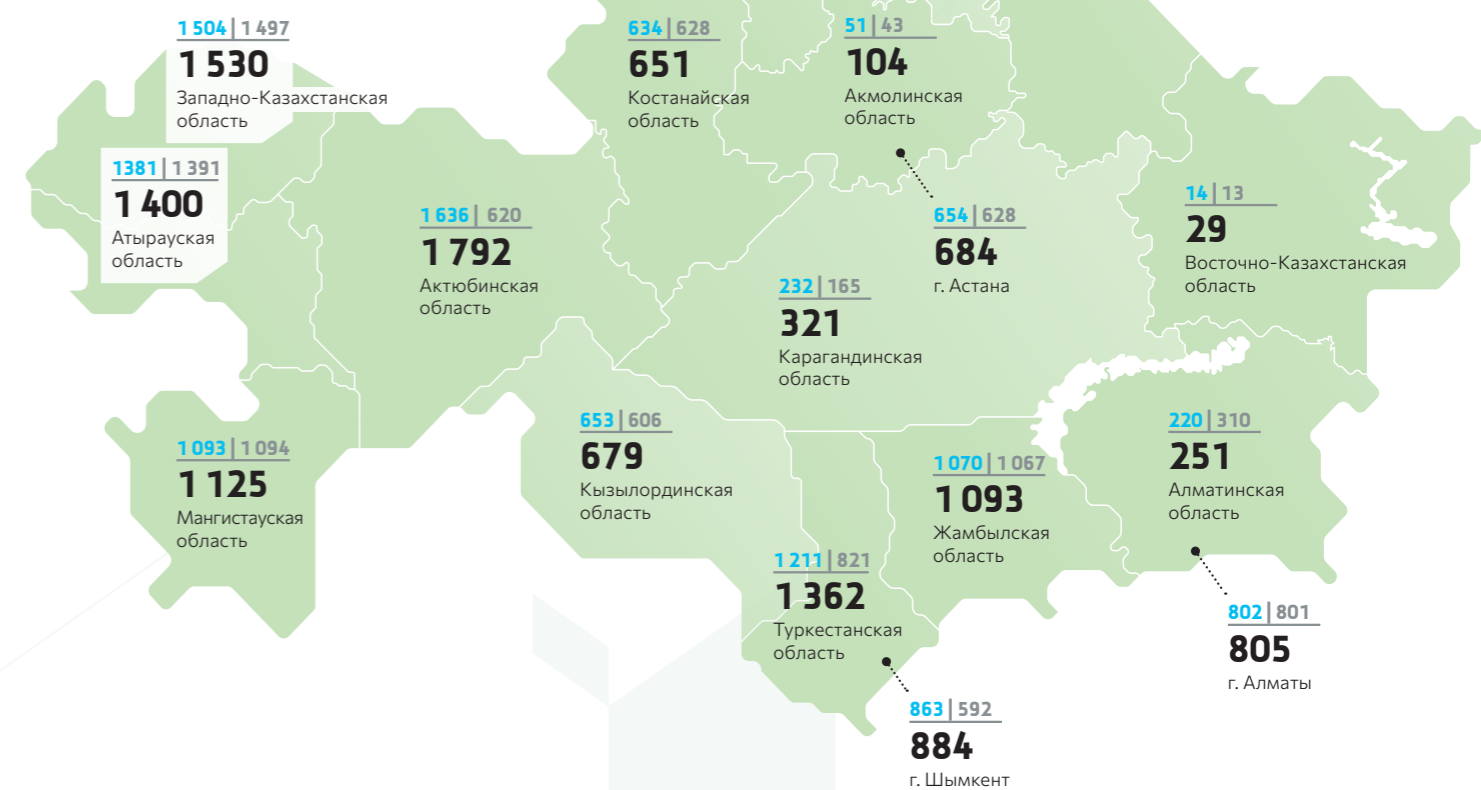 1 504 | 1 497
1 530
Западно-Казахстанская
область
634 | 628
651
Костанайская
область
51 | 43
104
Акмолинская
область
1381 | 1 391
1 400
Атырауская
область
1 636 | 620
1 792
Актюбинская
область
654 | 628
684
г. Астана
14 | 13
29
Восточно-Казахстанская
область
232 | 165
321
Карагандинская
область
1 093 | 1 094
1 125
Мангистауская
область
653 | 606
679
Кызылординская
область
1 070 | 1 067
1 093
Жамбылская
область
220 | 310
251
Алматинская
область
1 211 | 821
1 362
Туркестанская
область
802 | 801
805
г. Алматы
863 | 592
884
г. Шымкент